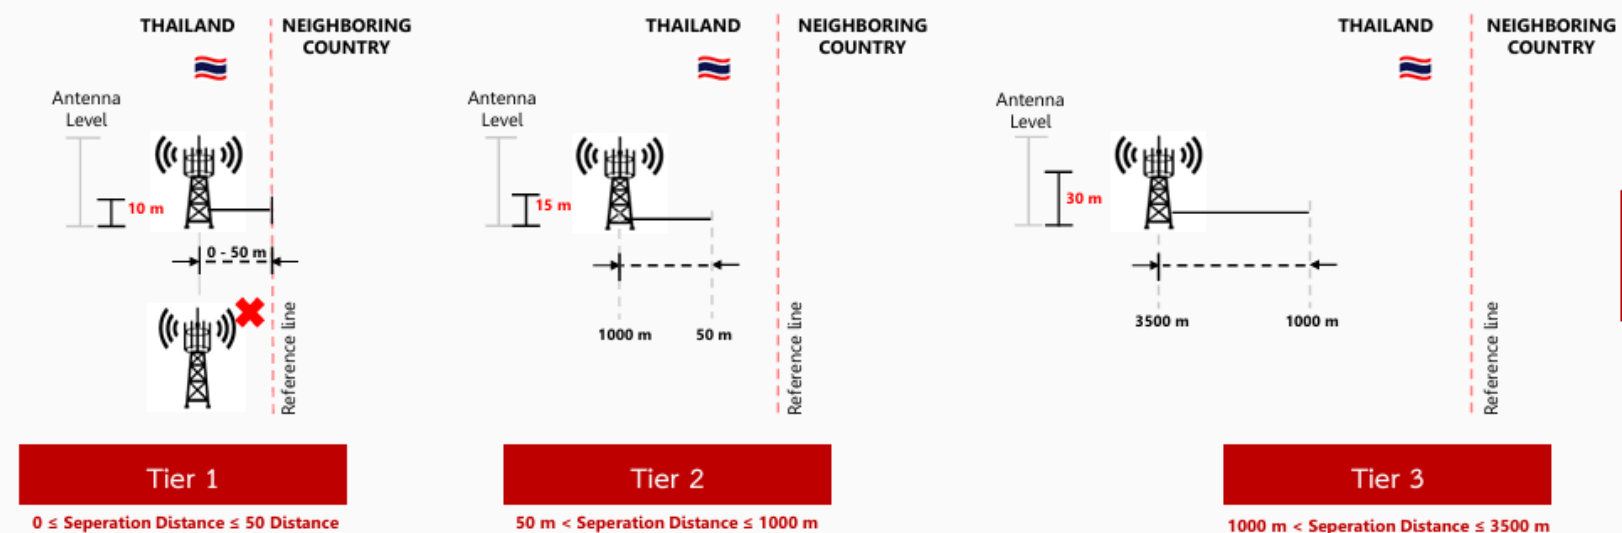 THAILAND
NEIGHBORING
COUNTRY
Antenna
Level
10 m
0 - 50 m
Reference line
Tier 1
0 ≤ Seperation Distance ≤ 50 Distance
THAILAND
NEIGHBORING
COUNTRY
Antenna
Level
15 m
1000 m
50 m
Reference line
Tier 2
50 m < Seperation Distance ≤ 1000 m
THAILAND
NEIGHBORING
COUNTRY
Antenna
Level
30 m
3500 m
1000 m
Reference line
Tier 3
1000 m < Seperation Distance ≤ 3500 m